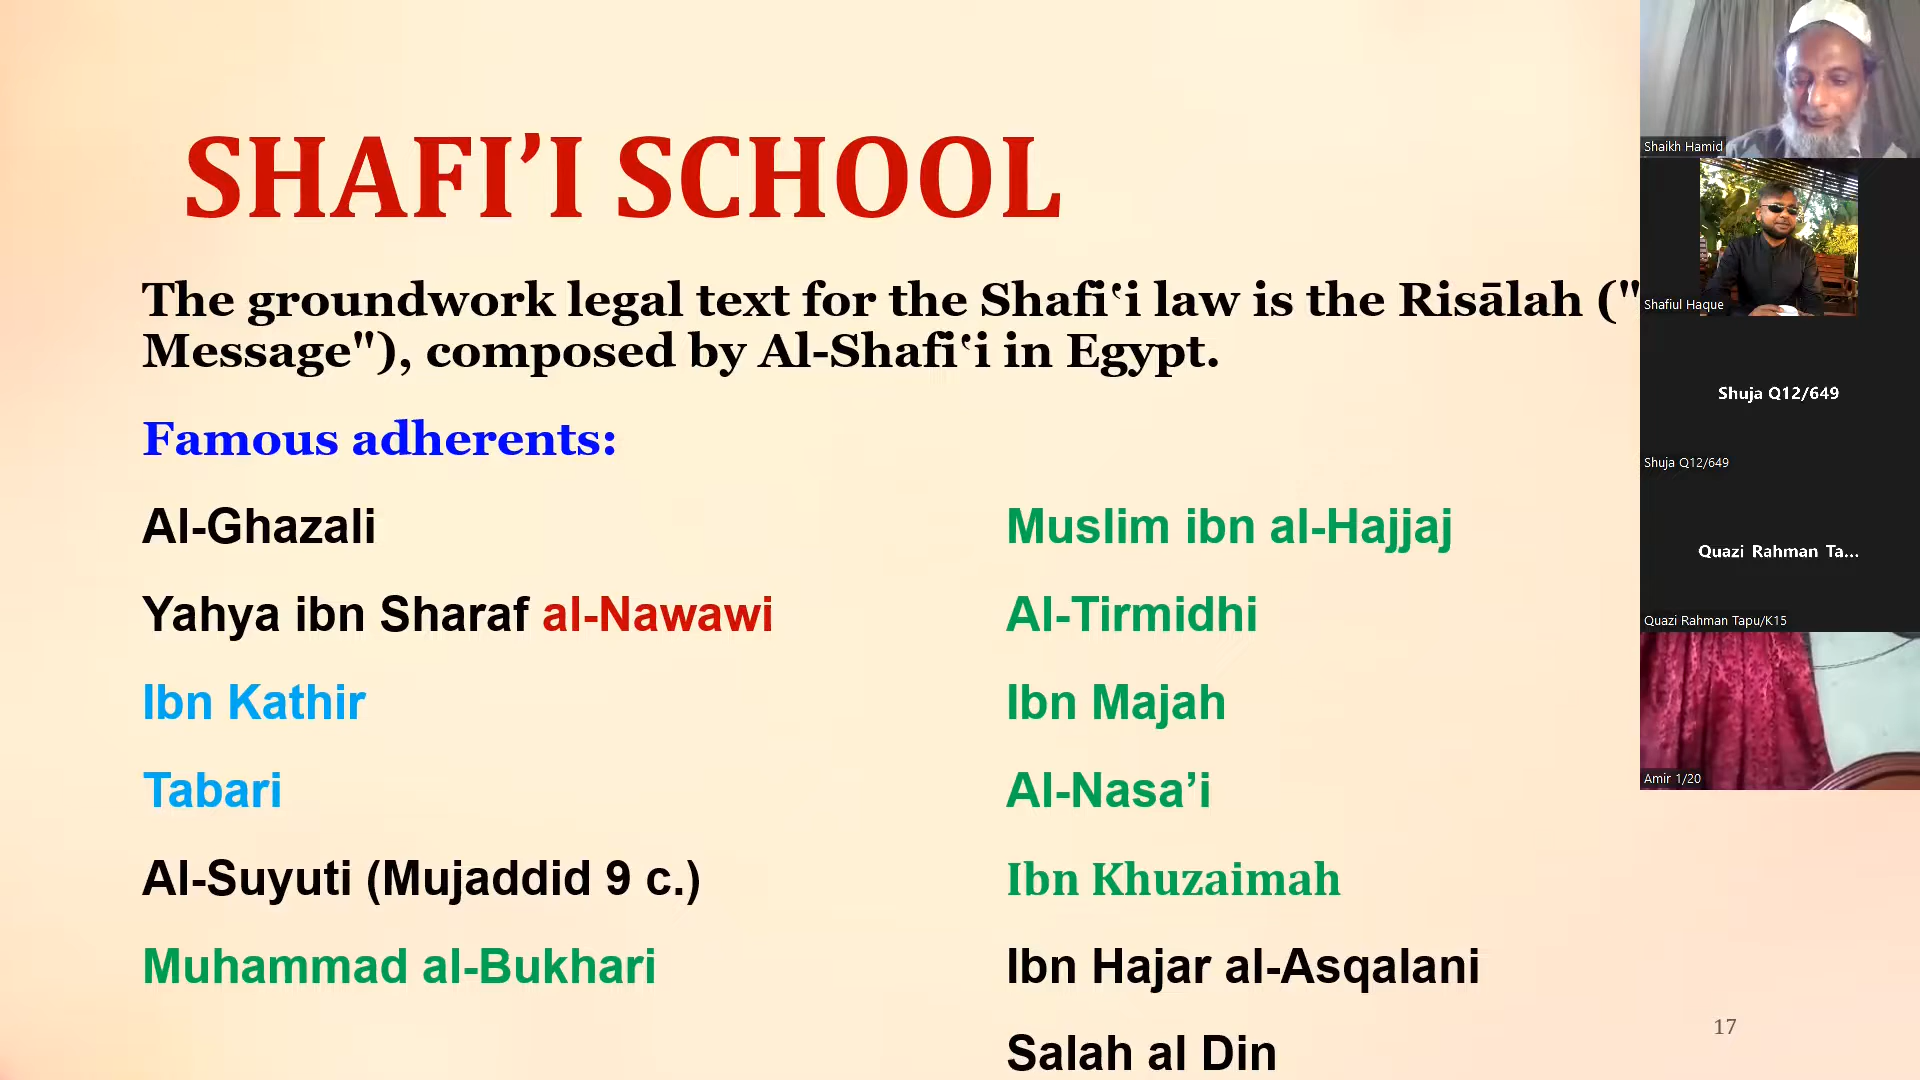 SHAFI’I SCHOOL
The groundwork legal text for the Shafi‛i law is the Risālah ("
Message"), composed by Al-Shafi‛i in Egypt.
Famous adherents:
Al-Ghazali
Yahya ibn Sharaf al-Nawawi
Ibn Kathir
Tabari
Al-Suyuti (Mujaddid 9 c.)
Muhammad al-Bukhari
Muslim ibn al-Hajjaj
Al-Tirmidhi
Ibn Majah
Al-Nasa’i
Ibn Khuzaimah
Ibn Hajar al-Asqalani
Salah al Din
17
Shaikh Hamid
Shafiul Haque
Shuja Q12/649
Shuja Q12/649
Quazi Rahman Ta...
Quazi Rahman Tapu/K15
Amir 1/20